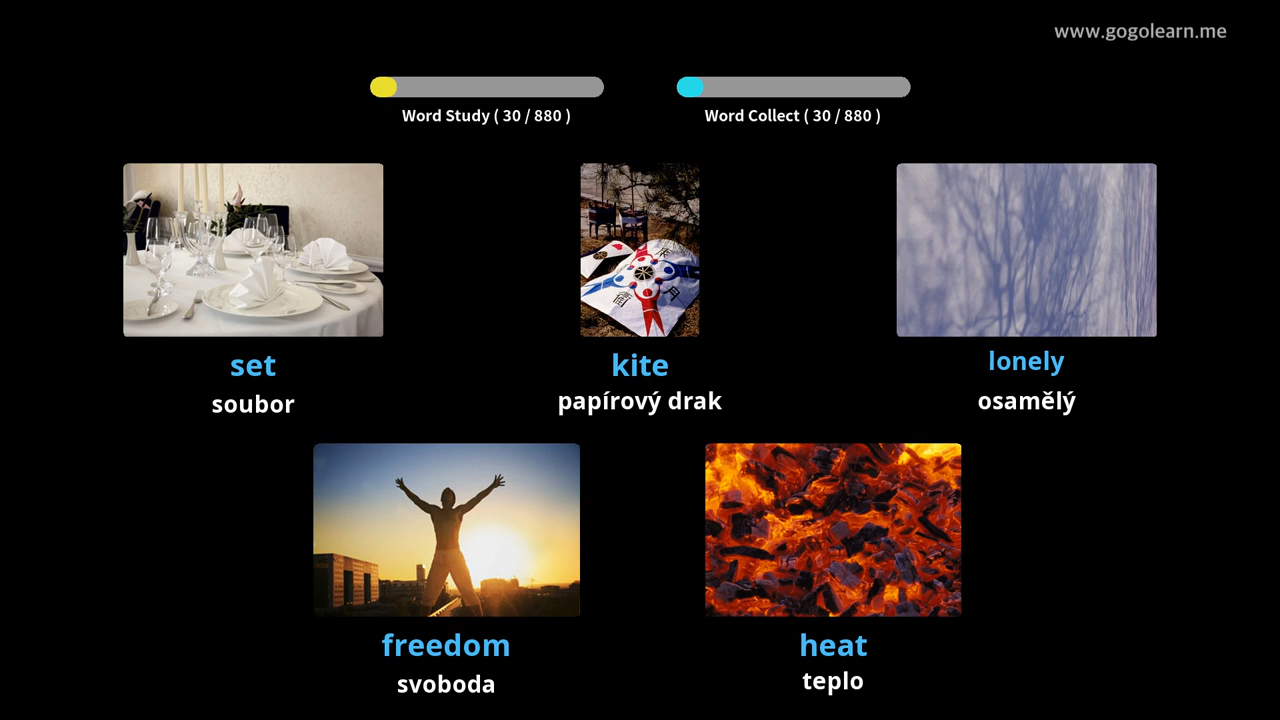 www.gogolearn.me
Word Study ( 30 / 880 )
Word Collect ( 30 / 880 )
set
soubor
kite
papírový drak
lonely
osamělý
freedom
svoboda
heat
teplo